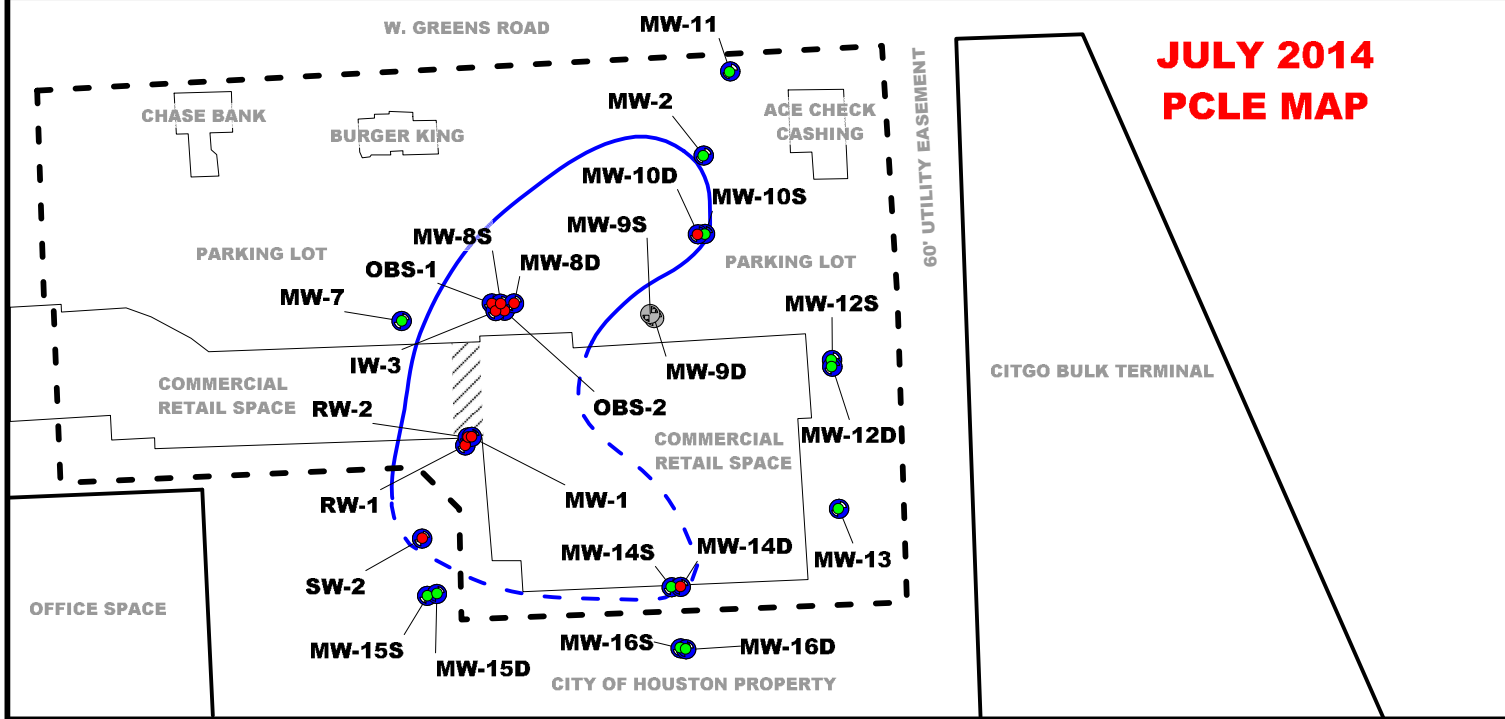 W. GREENS ROAD
MW-11
JULY 2014
PCLE MAP
MW-2
CHASE BANK
BURGER KING
ACE CHECK
CASHING
60' UTILITY EASEMENT
MW-10D
MW-10S
MW-9S
MW-8S
PARKING LOT
OBS-1
MW-8D
PARKING LOT
MW-7
MW-12S
IW-3
MW-9D
CITGO BULK TERMINAL
COMMERCIAL
RETAIL SPACE
RW-2
OBS-2
COMMERCIAL
RETAIL SPACE
MW-12D
RW-1
MW-1
MW-14S
MW-14D
MW-13
SW-2
OFFICE SPACE
MW-15S
MW-15D
MW-16S
MW-16D
CITY OF HOUSTON PROPERTY